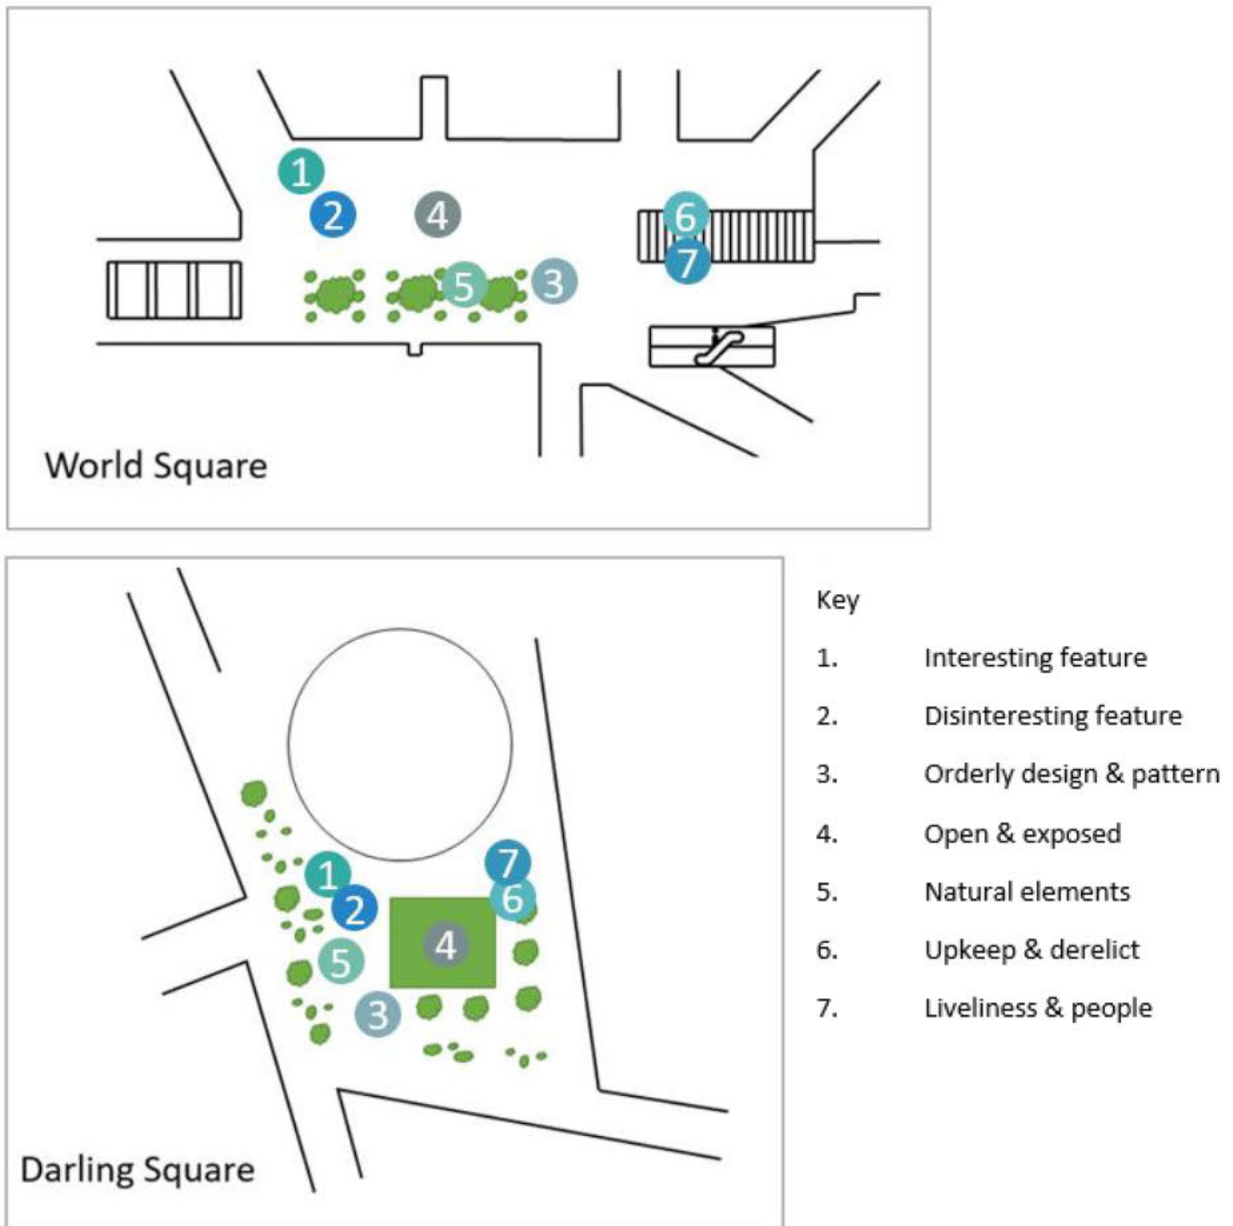 1
2
4
6
7
5
3
World Square
Key
1. Interesting feature
2. Disinteresting feature
3. Orderly design & pattern
4. Open & exposed
5. Natural elements
6. Upkeep & derelict
7. Liveliness & people
7
1
6
2
4
5
3
Darling Square